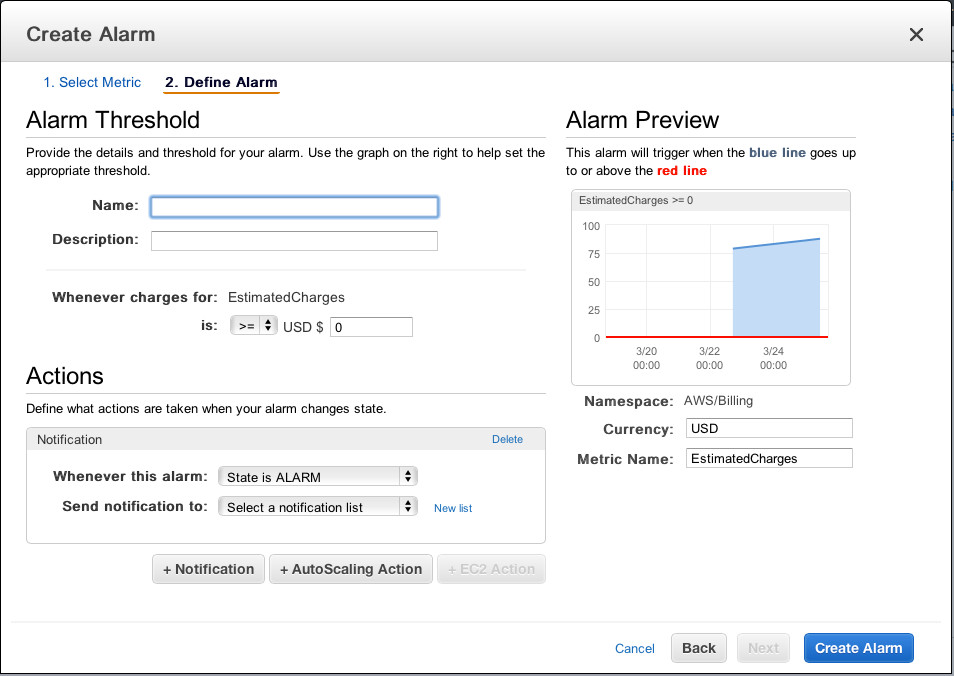 Create Alarm
1. Select Metric
2. Define Alarm
Alarm Threshold
Provide the details and threshold for your alarm. Use the graph on the right to help set the
appropriate threshold.
Name:
Description:
Whenever charges for: EstimatedCharges
is: >= USD $ 0
Actions
Define what actions are taken when your alarm changes state.
Notification
Delete
Whenever this alarm: State is ALARM
Send notification to: Select a notification list New list
+ Notification
+ AutoScaling Action
+ EC2 Action
Alarm Preview
This alarm will trigger when the blue line goes up
to or above the red line
EstimatedCharges >= 0
100
75
50
25
0
3/20 3/22 3/24
00:00 00:00 00:00
Namespace: AWS/Billing
Currency: USD
Metric Name: EstimatedCharges
Cancel
Back
Next
Create Alarm